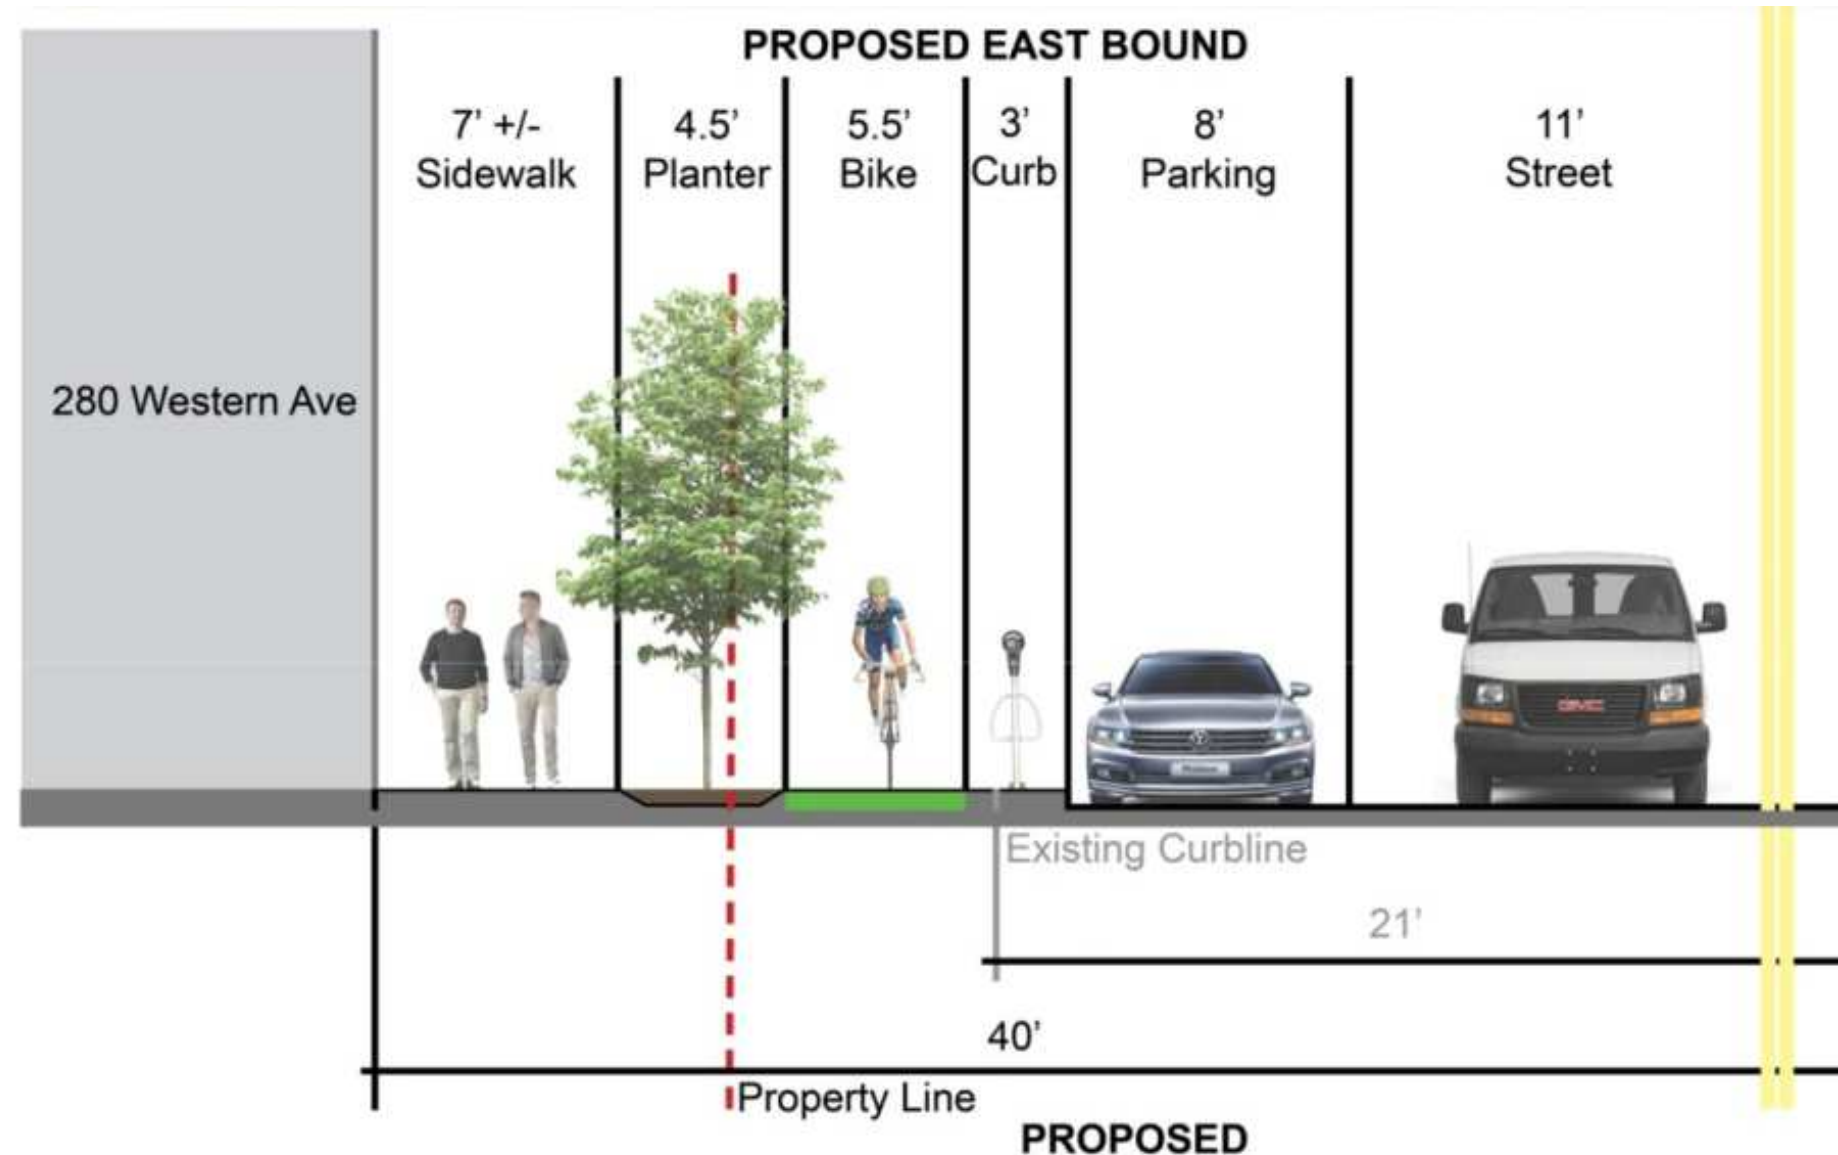 PROPOSED EAST BOUND
7’ +/-
Sidewalk
4.5’
Planter
5.5’
Bike
3’
Curb
8’
Parking
11’
Street
280 Western Ave
GMC
Existing Curbline
21’
40’
Property Line
PROPOSED